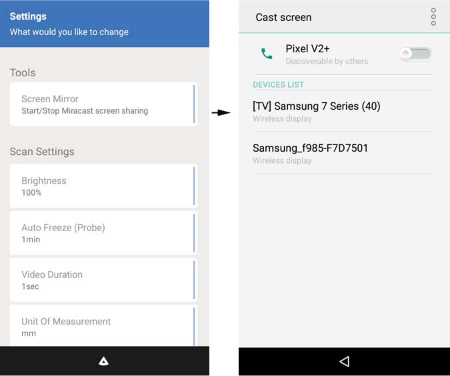 Settings
What would you like to change
Tools
Screen Mirror
Start/Stop Miracast screen sharing
Scan Settings
Brightness
100%
Auto Freeze (Probe)
1min
Video Duration
1sec
Unit Of Measurement
mm
Cast screen
Pixel V2+
Discoverable by others
DEVICES LIST
[TV] Samsung 7 Series (40)
Wireless display
Samsung_f985-F7D7501
Wireless display